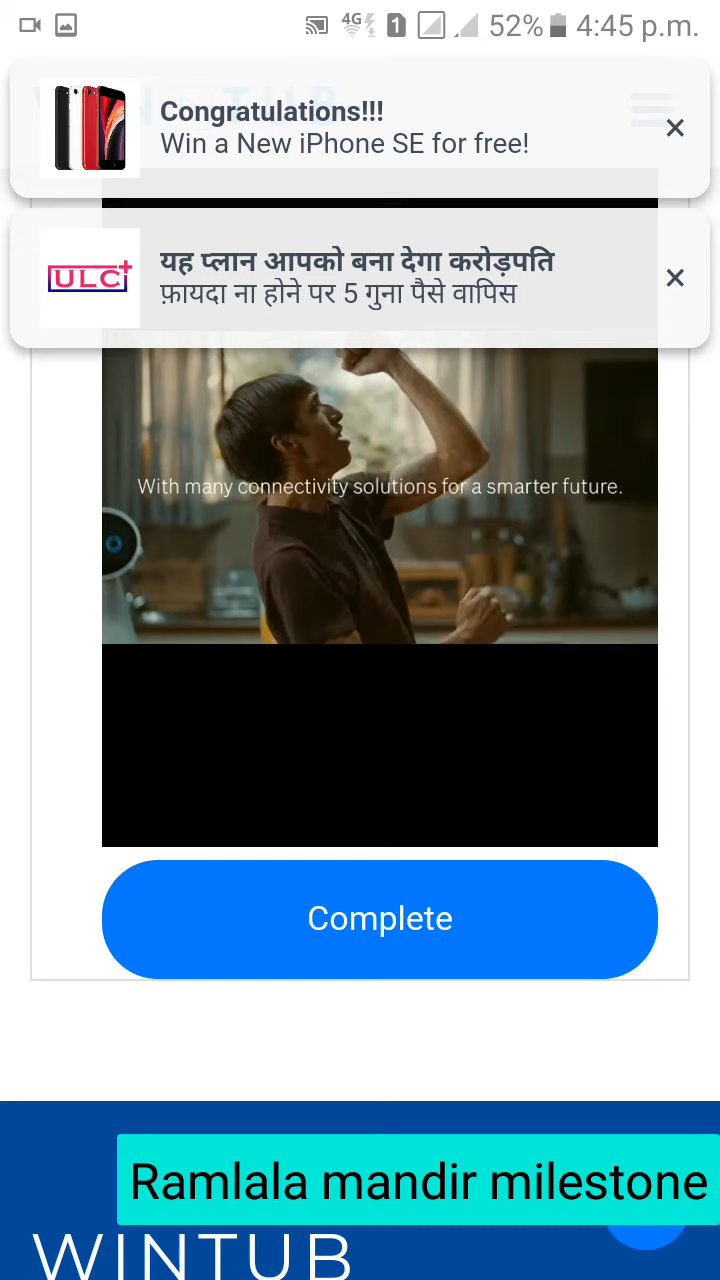 4G 1 52% 4:45 p.m.
Congratulations!!!
Win a New iPhone SE for free!
ULC+
यह प्लान आपको बना देगा करोड़पति
फ़ायदा ना होने पर 5 गुना पैसे वापिस
With many connectivity solutions for a smarter future.
Complete
Ramlala mandir milestone
WINTUB